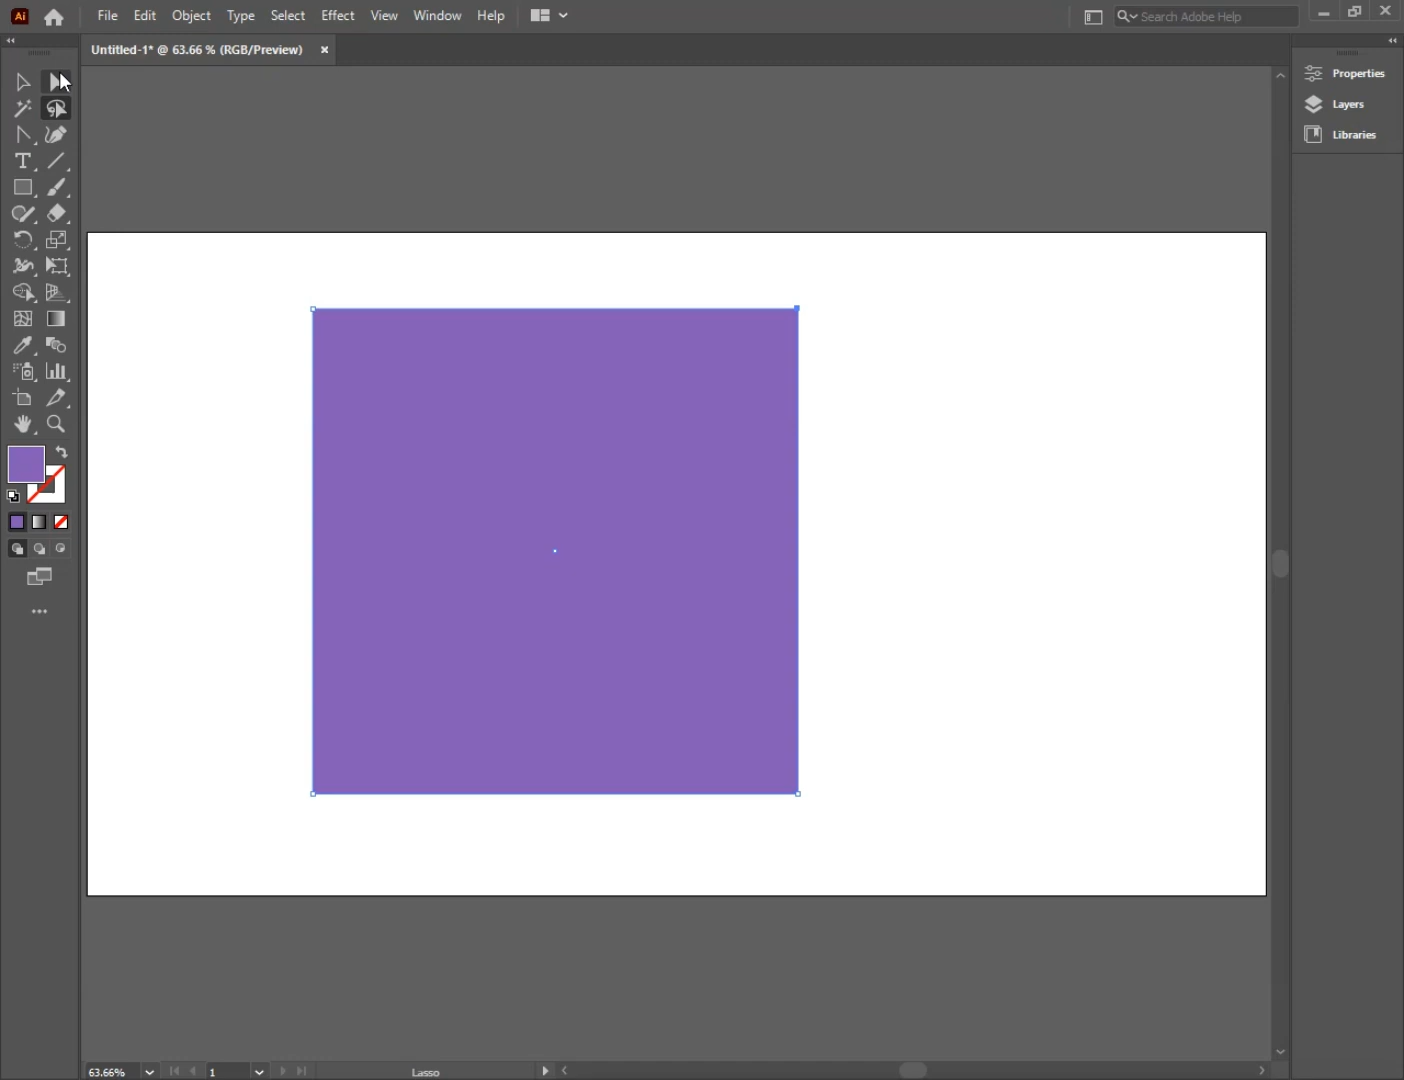 Ai File Edit Object Type Select Effect View Window Help Search Adobe Help
Untitled-1* @ 63.66 % (RGB/Preview)
Properties
Layers
Libraries
63.66% 1 Lasso